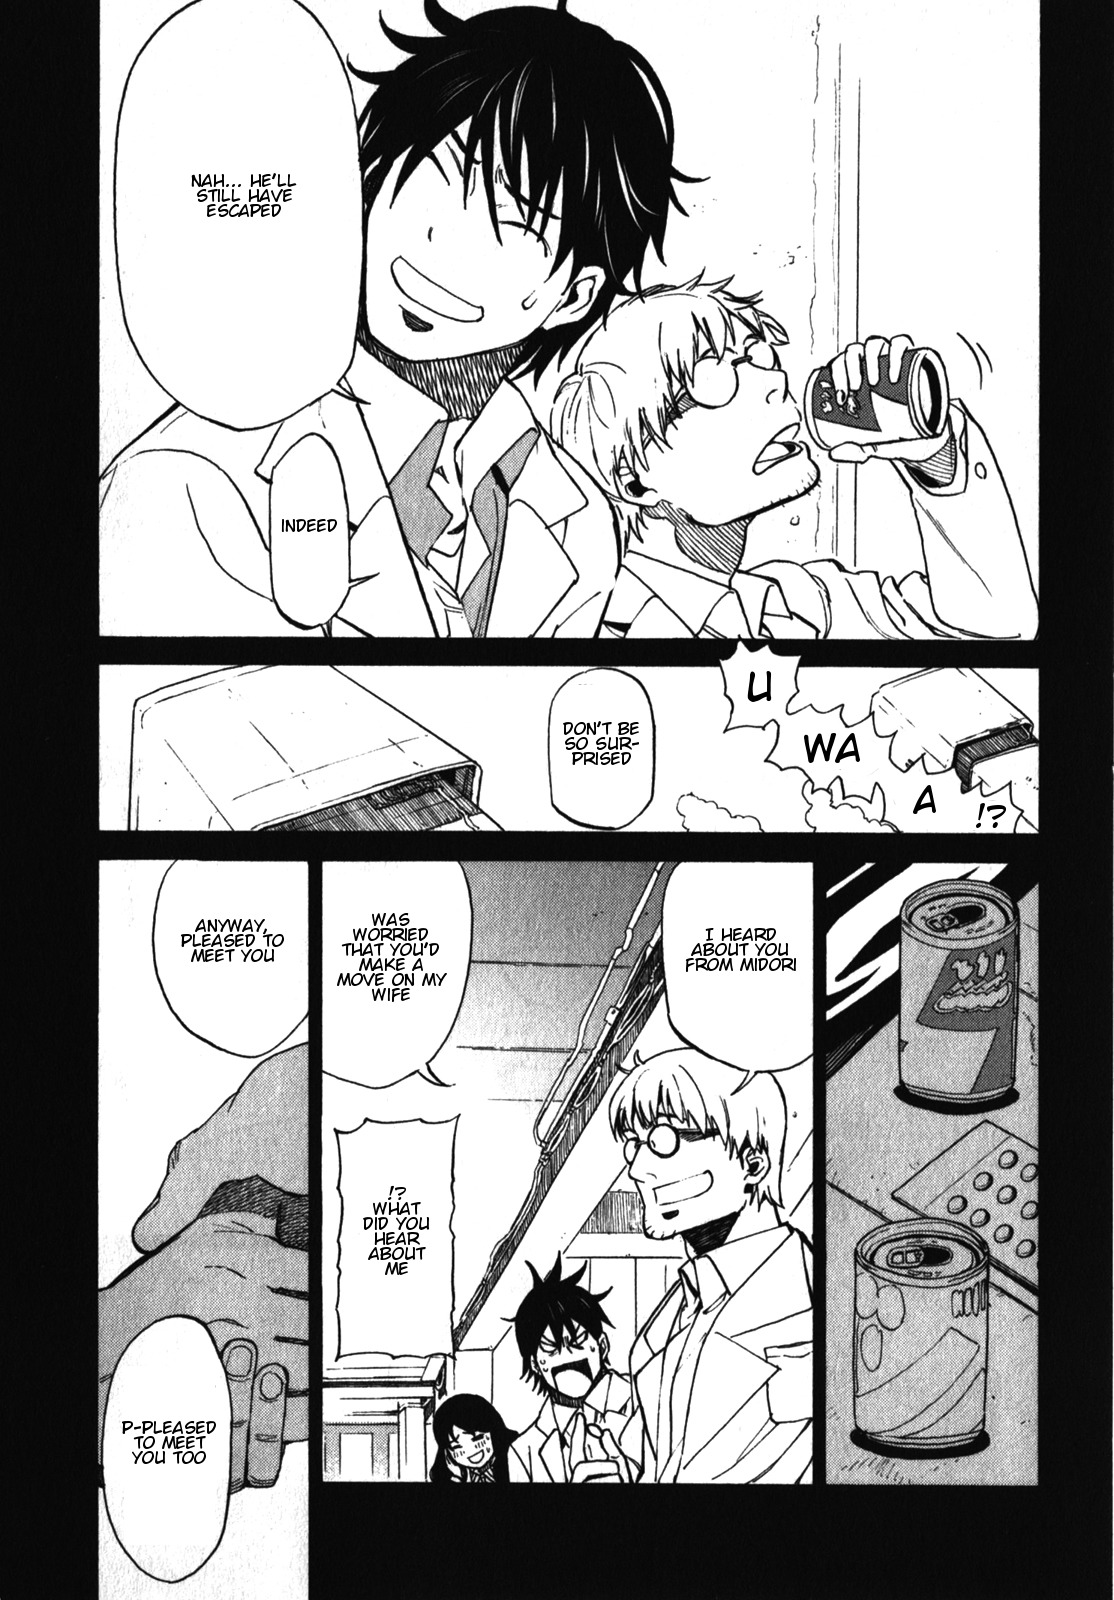 NAH... HE'LL
STILL HAVE
ESCAPED
INDEED
U
WA
A
!?
DON'T BE
SO SUR-
PRISED
I HEARD
ABOUT YOU
FROM MIDORI
WAS
WORRIED
THAT YOU'D
MAKE A
MOVE ON MY
WIFE
!?
WHAT
DID YOU
HEAR
ABOUT
ME
ANYWAY,
PLEASED TO
MEET YOU
P-PLEASED
TO MEET
YOU TOO